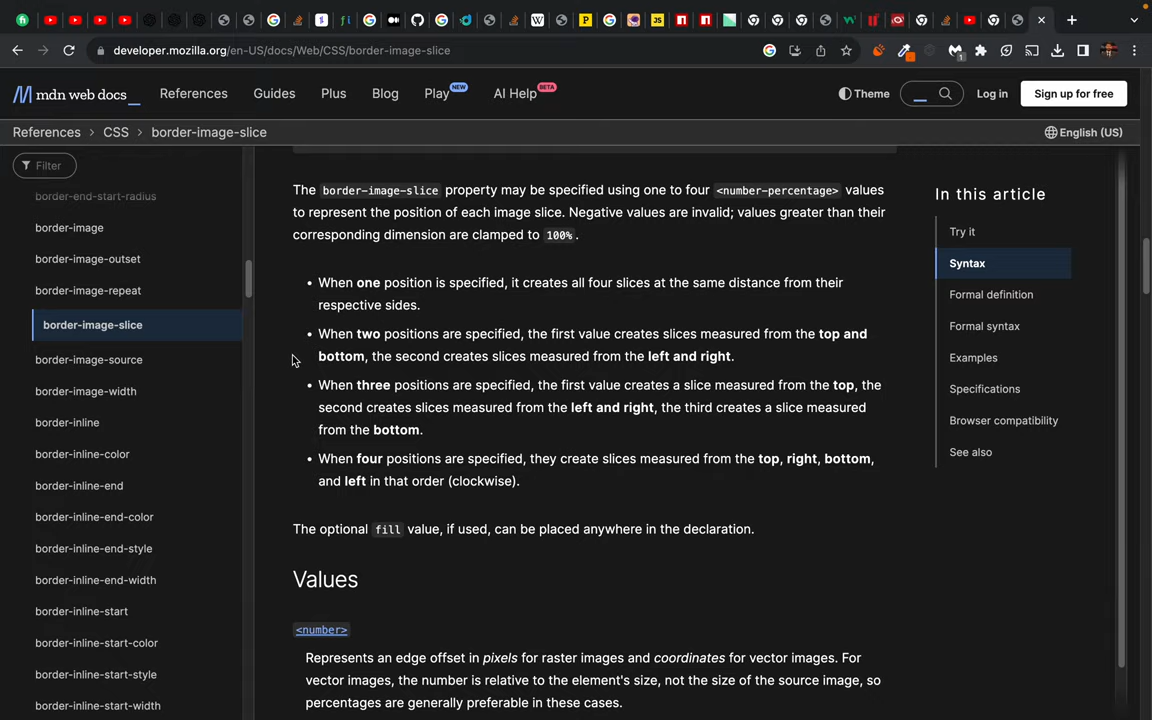 developer.mozilla.org/en-US/docs/Web/CSS/border-image-slice
mdn web docs
References
Guides
Plus
Blog
Play NEW
AI Help BETA
Theme
Log in
Sign up for free
References > CSS > border-image-slice
English (US)
Filter
border-end-start-radius
border-image
border-image-outset
border-image-repeat
border-image-slice
border-image-source
border-image-width
border-inline
border-inline-color
border-inline-end
border-inline-end-color
border-inline-end-style
border-inline-end-width
border-inline-start
border-inline-start-color
border-inline-start-style
border-inline-start-width
The border-image-slice property may be specified using one to four <number-percentage> values
to represent the position of each image slice. Negative values are invalid; values greater than their
corresponding dimension are clamped to 100%.
• When one position is specified, it creates all four slices at the same distance from their
respective sides.
• When two positions are specified, the first value creates slices measured from the top and
bottom, the second creates slices measured from the left and right.
• When three positions are specified, the first value creates a slice measured from the top, the
second creates slices measured from the left and right, the third creates a slice measured
from the bottom.
• When four positions are specified, they create slices measured from the top, right, bottom,
and left in that order (clockwise).
The optional fill value, if used, can be placed anywhere in the declaration.
Values
<number>
Represents an edge offset in pixels for raster images and coordinates for vector images. For
vector images, the number is relative to the element's size, not the size of the source image, so
percentages are generally preferable in these cases.
In this article
Try it
Syntax
Formal definition
Formal syntax
Examples
Specifications
Browser compatibility
See also